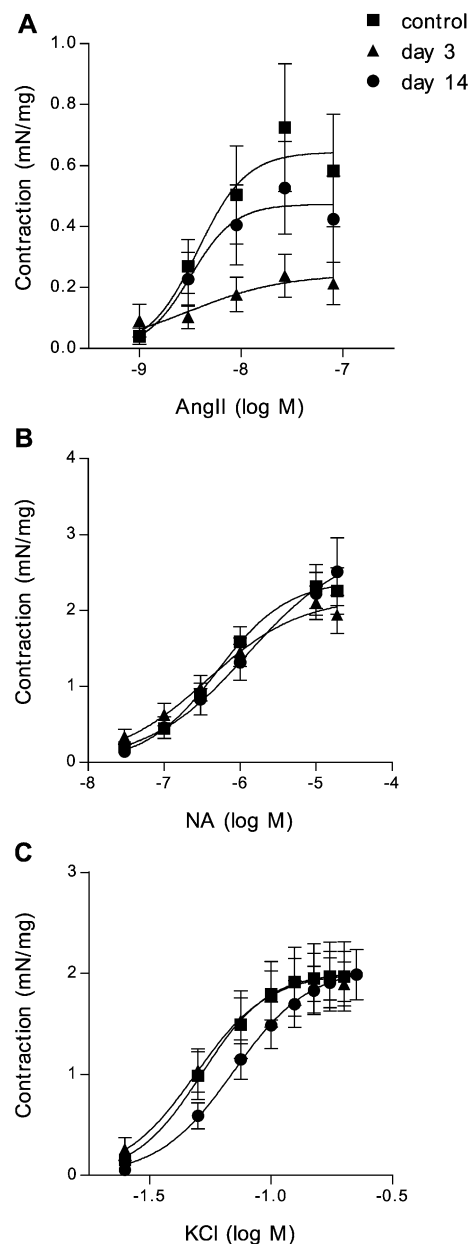 A
control
day 3
day 14
1.0
0.8
0.6
0.4
0.2
0.0
Contraction (mN/mg)
-9
-8
-7
AngII (log M)
B
4
3
2
1
0
Contraction (mN/mg)
-8
-7
-6
-5
-4
NA (log M)
C
3
2
1
0
Contraction (mN/mg)
-1.5
-1.0
-0.5
KCl (log M)